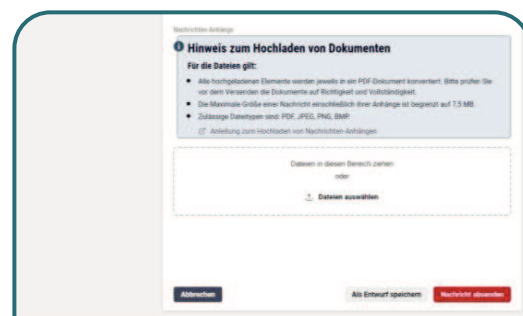 Nachrichten-Anhänge
Hinweis zum Hochladen von Dokumenten
Für die Dateien gilt:
Alle hochgeladenen Elemente werden jeweils in ein PDF-Dokument konvertiert. Bitte prüfen Sie
vor dem Versenden die Dokumente auf Richtigkeit und Vollständigkeit.
Die Maximale Größe einer Nachricht einschließlich ihrer Anhänge ist begrenzt auf 7,5 MB.
Zulässige Dateitypen sind: PDF, JPEG, PNG, BMP.
Anleitung zum Hochladen von Nachrichten-Anhängen
Dateien in diesen Bereich ziehen
oder
Dateien auswählen
Abbrechen Als Entwurf speichern Nachricht absenden